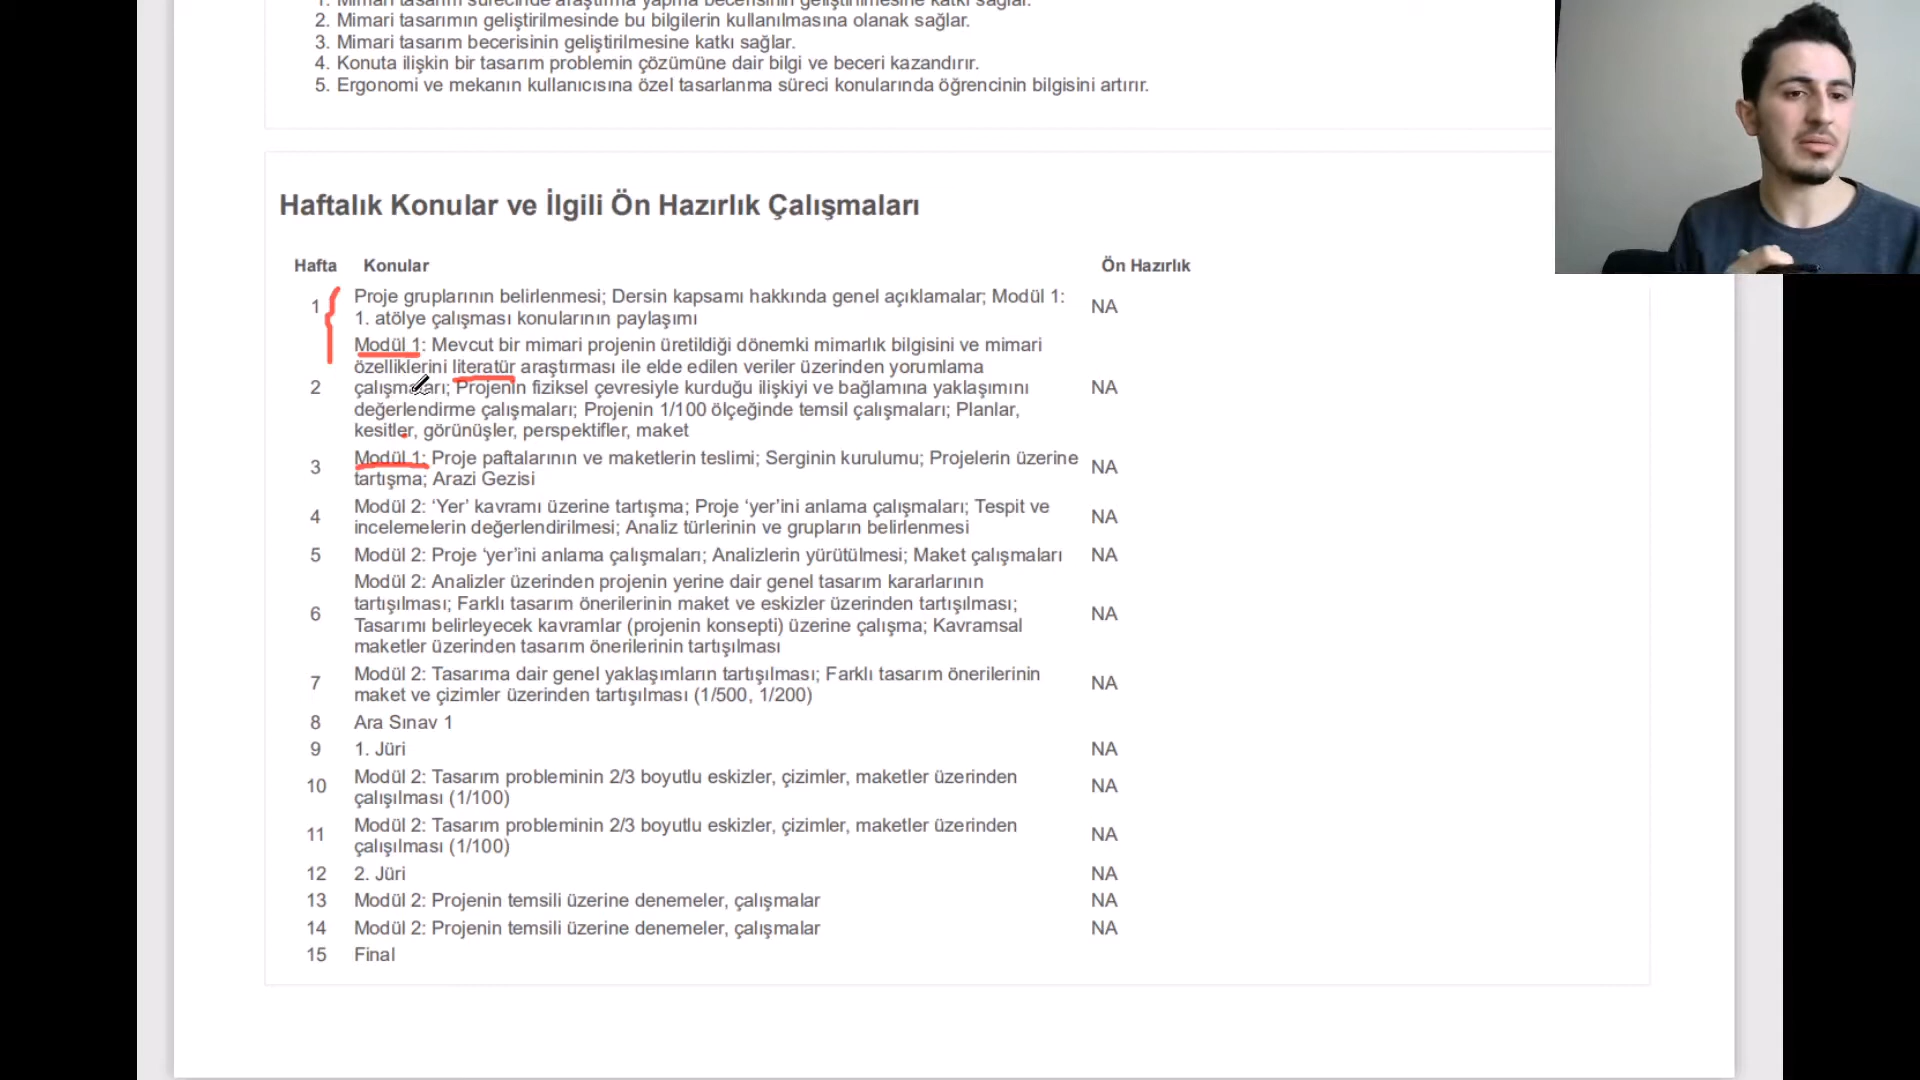 1. Mimari tasarım sürecinde araştırma yapma becerisinin geliştirilmesine katkı sağlar.
2. Mimari tasarımın geliştirilmesinde bu bilgilerin kullanılmasına olanak sağlar.
3. Mimari tasarım becerisinin geliştirilmesine katkı sağlar.
4. Konuta ilişkin bir tasarım problemin çözümüne dair bilgi ve beceri kazandırır.
5. Ergonomi ve mekanın kullanıcısına özel tasarlanma süreci konularında öğrencinin bilgisini artırır.
Haftalık Konular ve İlgili Ön Hazırlık Çalışmaları
Hafta Konular Ön Hazırlık
1 Proje gruplarının belirlenmesi; Dersin kapsamı hakkında genel açıklamalar; Modül 1: NA
1. atölye çalışması konularının paylaşımı
Modül 1: Mevcut bir mimari projenin üretildiği dönemki mimarlık bilgisini ve mimari
özelliklerini literatür araştırması ile elde edilen veriler üzerinden yorumlama
2 çalışmaları; Projenin fiziksel çevresiyle kurduğu ilişkiyi ve bağlamına yaklaşımını NA
değerlendirme çalışmaları; Projenin 1/100 ölçeğinde temsil çalışmaları; Planlar,
kesitler, görünüşler, perspektifler, maket
3 Modül 1: Proje paftalarının ve maketlerin teslimi; Serginin kurulumu; Projelerin üzerine NA
tartışma; Arazi Gezisi
4 Modül 2: ‘Yer’ kavramı üzerine tartışma; Proje ‘yer’ini anlama çalışmaları; Tespit ve NA
incelemelerin değerlendirilmesi; Analiz türlerinin ve grupların belirlenmesi
5 Modül 2: Proje ‘yer’ini anlama çalışmaları; Analizlerin yürütülmesi; Maket çalışmaları NA
Modül 2: Analizler üzerinden projenin yerine dair genel tasarım kararlarının
tartışılması; Farklı tasarım önerilerinin maket ve eskizler üzerinden tartışılması;
6 Tasarımı belirleyecek kavramlar (projenin konsepti) üzerine çalışma; Kavramsal NA
maketler üzerinden tasarım önerilerinin tartışılması
7 Modül 2: Tasarıma dair genel yaklaşımların tartışılması; Farklı tasarım önerilerinin NA
maket ve çizimler üzerinden tartışılması (1/500, 1/200)
8 Ara Sınav 1
9 1. Jüri NA
10 Modül 2: Tasarım probleminin 2/3 boyutlu eskizler, çizimler, maketler üzerinden NA
çalışılması (1/100)
11 Modül 2: Tasarım probleminin 2/3 boyutlu eskizler, çizimler, maketler üzerinden NA
çalışılması (1/100)
12 2. Jüri NA
13 Modül 2: Projenin temsili üzerine denemeler, çalışmalar NA
14 Modül 2: Projenin temsili üzerine denemeler, çalışmalar NA
15 Final